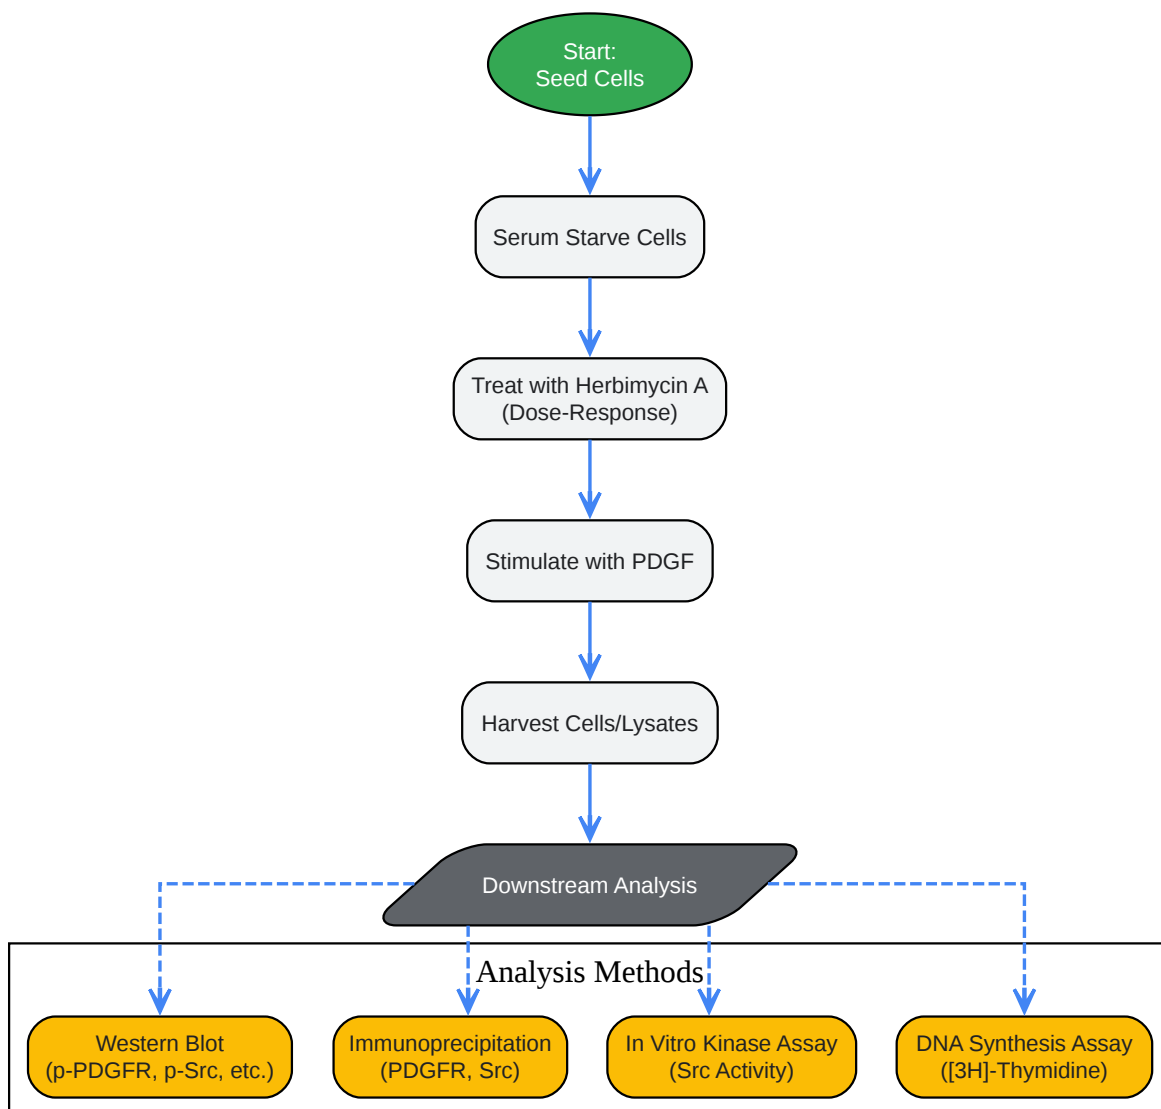 Start:
Seed Cells
Serum Starve Cells
Treat with Herbimycin A
(Dose-Response)
Stimulate with PDGF
Harvest Cells/Lysates
Downstream Analysis
Analysis Methods
Western Blot
(p-PDGFR, p-Src, etc.)
Immunoprecipitation
(PDGFR, Src)
In Vitro Kinase Assay
(Src Activity)
DNA Synthesis Assay
([3H]-Thymidine)